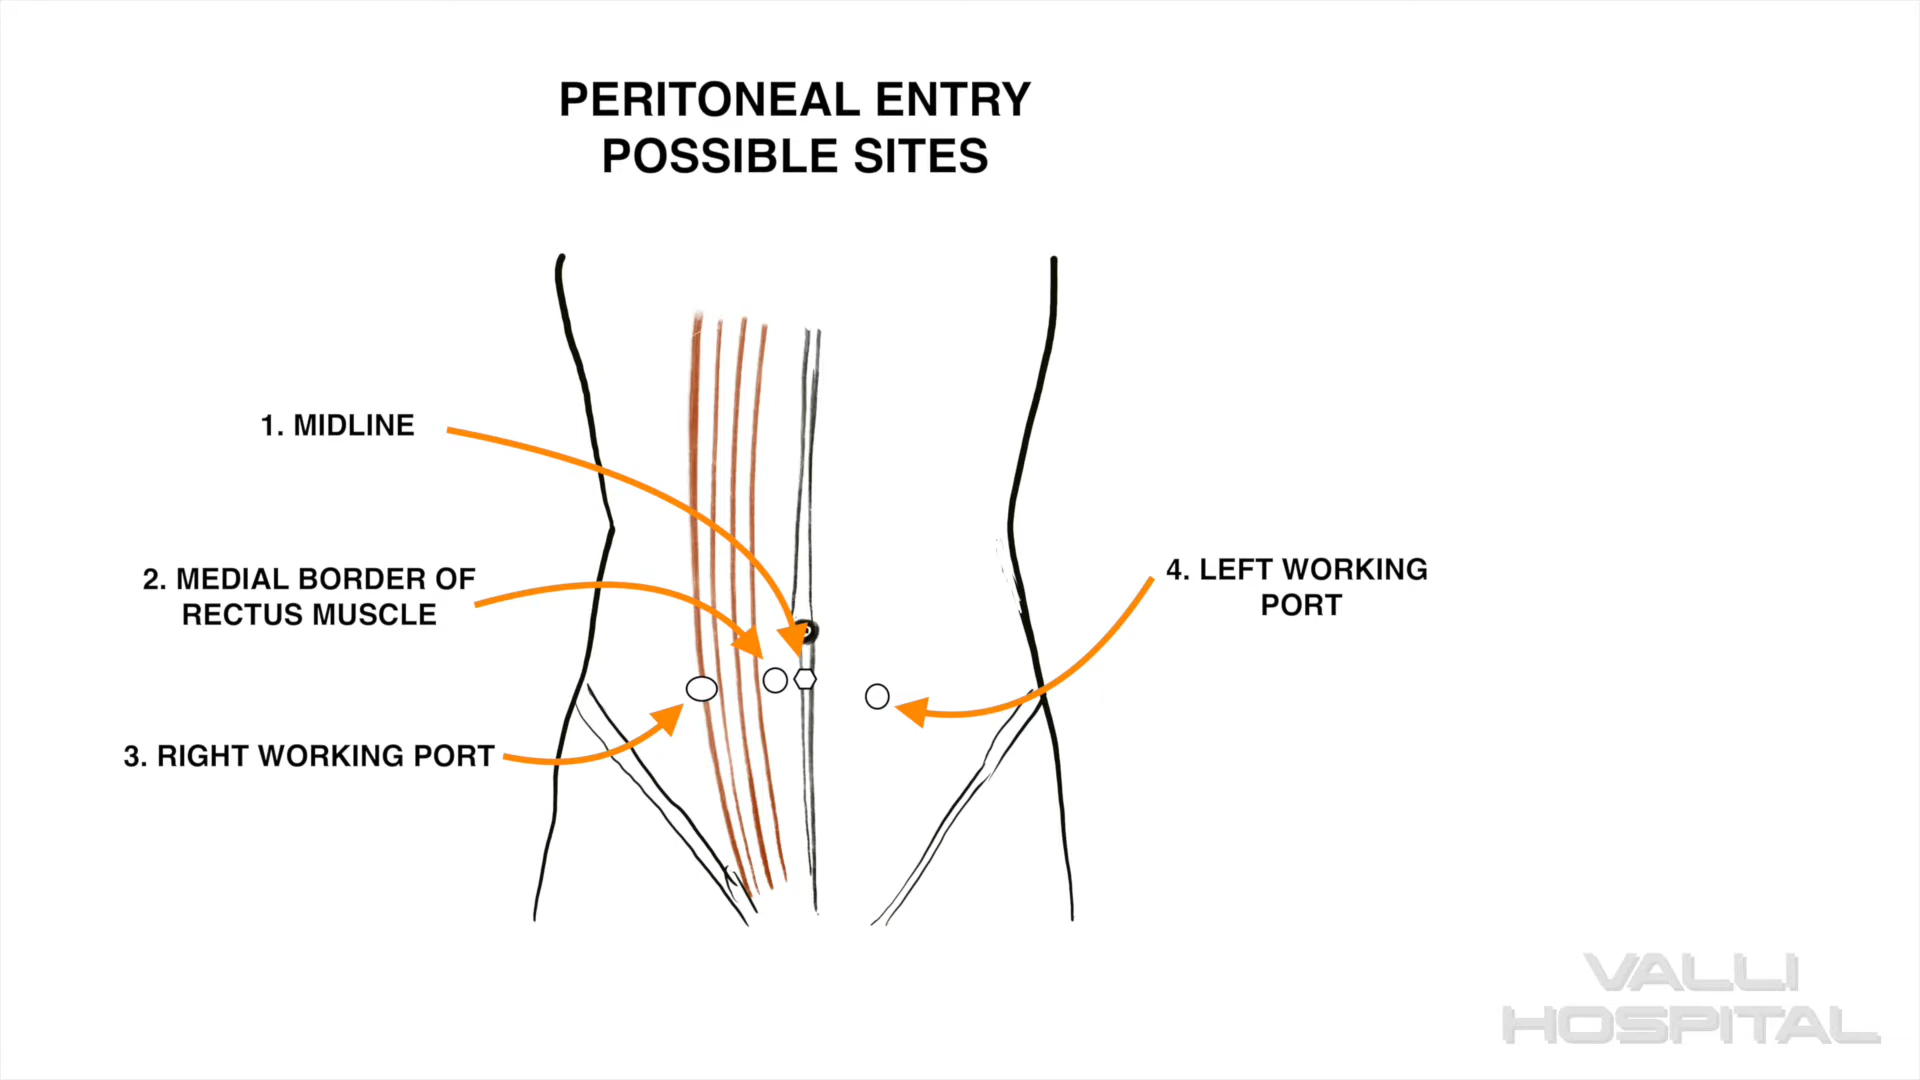 PERITONEAL ENTRY
POSSIBLE SITES
1. MIDLINE
2. MEDIAL BORDER OF
RECTUS MUSCLE
3. RIGHT WORKING PORT
4. LEFT WORKING
PORT
VALLI
HOSPITAL